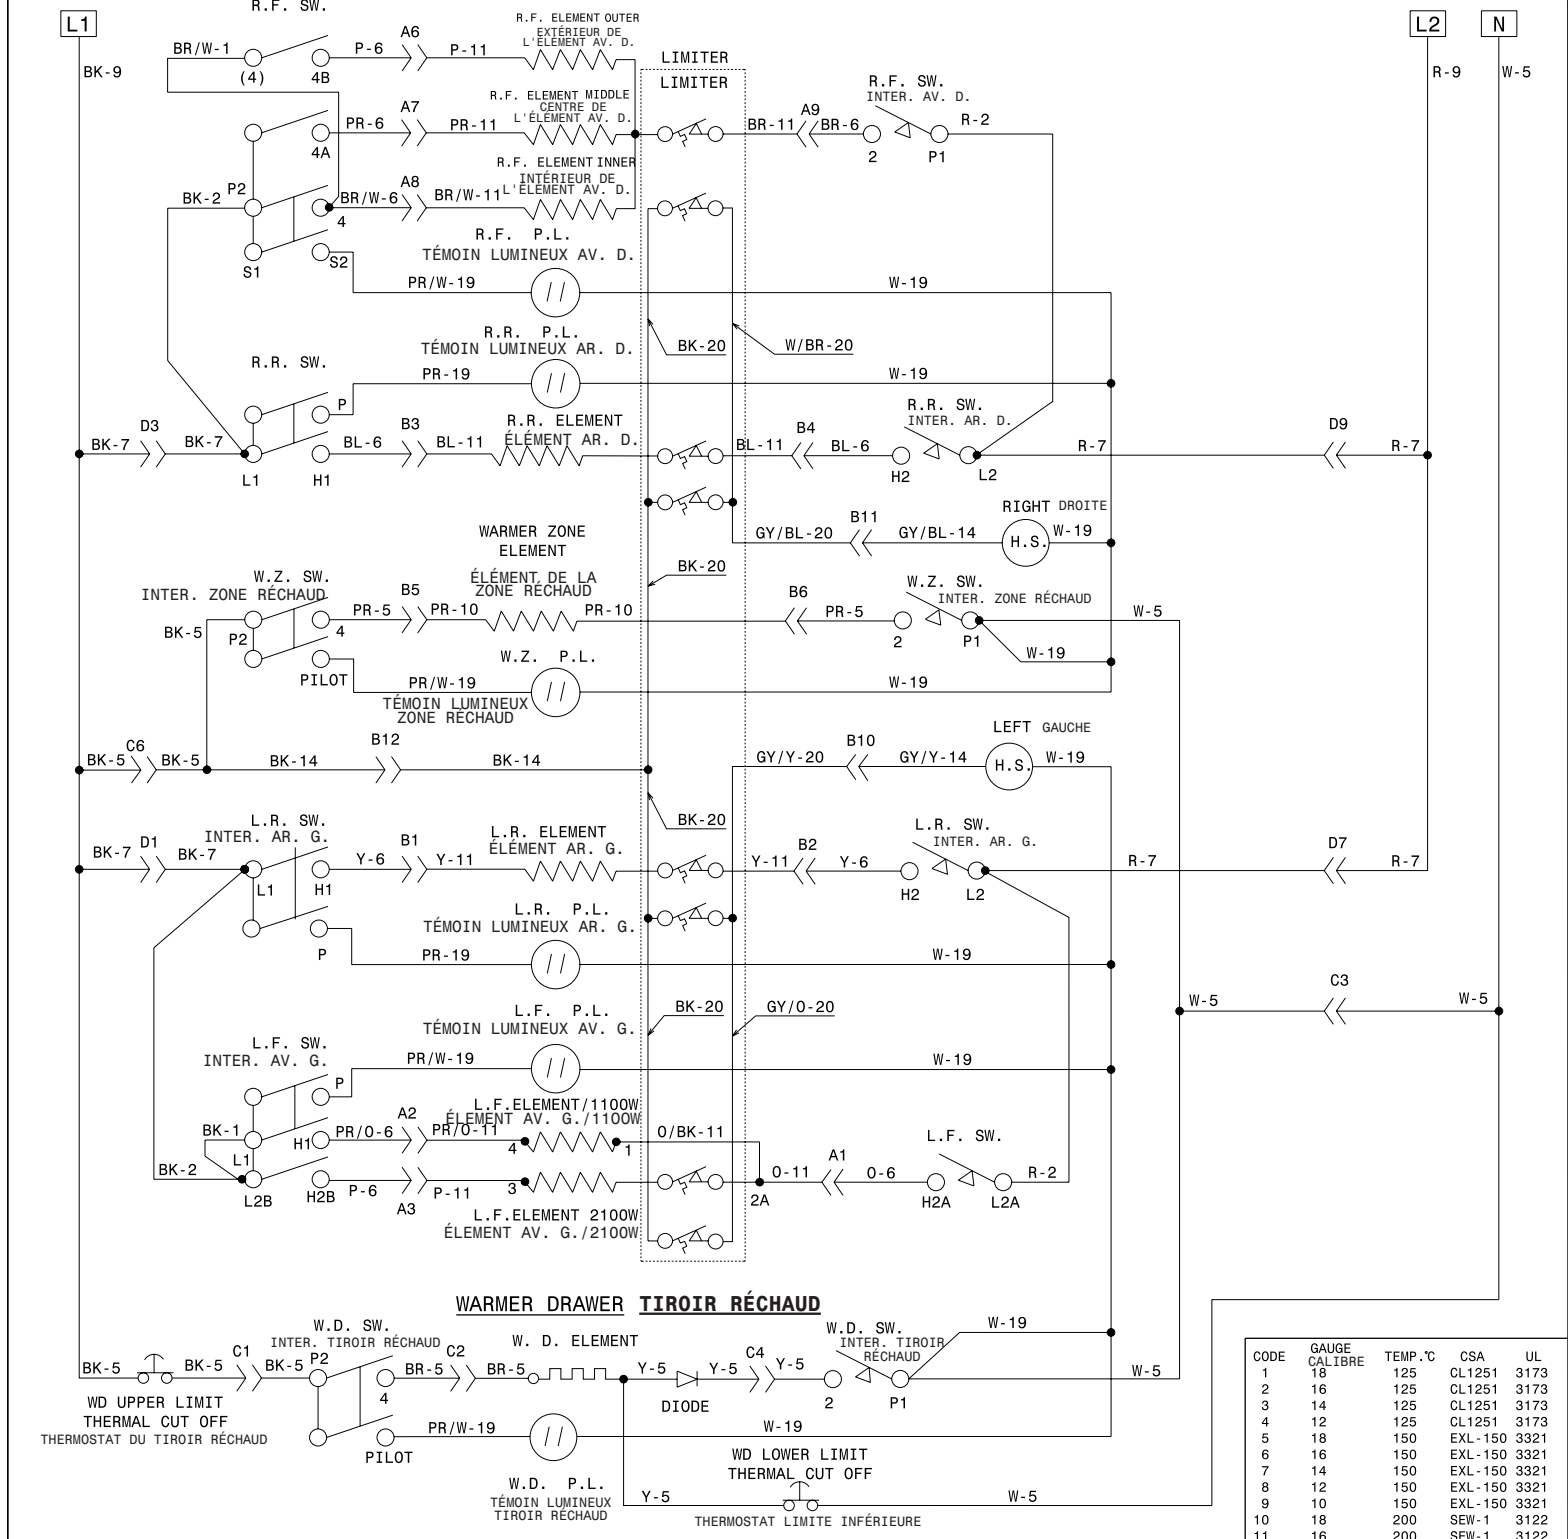 L1
R.F. SW.
L2
N
BK-9
R-9
W-5
BR/W-1
(4)
4B
P-6
A6
P-11
R.F. ELEMENT OUTER
EXTÉRIEUR DE
L'ÉLÉMENT AV. D.
LIMITER
LIMITER
R.F. SW.
INTER. AV. D.
4A
PR-6
A7
PR-11
R.F. ELEMENT MIDDLE
CENTRE DE
L'ÉLÉMENT AV. D.
BR-11
A9
BR-6
2
P1
R-2
BK-2
P2
4
BR/W-6
A8
BR/W-11
R.F. ELEMENT INNER
INTÉRIEUR DE
L'ÉLÉMENT AV. D.
S1
S2
R.F. P.L.
TÉMOIN LUMINEUX AV. D.
PR/W-19
W-19
BK-20
W/BR-20
R.R. SW.
R.R. P.L.
TÉMOIN LUMINEUX AR. D.
P
PR-19
W-19
BK-7
D3
BK-7
L1
H1
BL-6
B3
BL-11
R.R. ELEMENT
ÉLÉMENT AR. D.
BL-11
B4
BL-6
R.R. SW.
INTER. AR. D.
H2
L2
R-7
D9
R-7
RIGHT DROITE
GY/BL-20
B11
GY/BL-14
H.S.
W-19
WARMER ZONE
ELEMENT
ÉLÉMENT DE LA
ZONE RÉCHAUD
BK-20
W.Z. SW.
INTER. ZONE RÉCHAUD
BK-5
P2
4
PR-5
B5
PR-10
PR-10
B6
PR-5
W.Z. SW.
INTER. ZONE RÉCHAUD
2
P1
W-5
W-19
PILOT
W.Z. P.L.
PR/W-19
TÉMOIN LUMINEUX
ZONE RÉCHAUD
W-19
BK-5
C6
BK-5
BK-14
B12
BK-14
LEFT GAUCHE
GY/Y-20
B10
GY/Y-14
H.S.
W-19
BK-20
L.R. SW.
INTER. AR. G.
BK-7
D1
BK-7
L1
H1
Y-6
B1
Y-11
L.R. ELEMENT
ÉLÉMENT AR. G.
Y-11
B2
Y-6
L.R. SW.
INTER. AR. G.
H2
L2
R-7
D7
R-7
L.R. P.L.
TÉMOIN LUMINEUX AR. G.
P
PR-19
W-19
W-5
C3
W-5
L.F. P.L.
TÉMOIN LUMINEUX AV. G.
BK-20
GY/O-20
L.F. SW.
INTER. AV. G.
P
PR/W-19
W-19
BK-1
L1
H1
PR/O-6
A2
PR/O-11
L.F.ELEMENT/1100W
ÉLEMENT AV. G./1100W
4
1
O/BK-11
BK-2
L2B
H2B
P-6
A3
P-11
3
L.F.ELEMENT 2100W
ÉLEMENT AV. G./2100W
2A
O-11
A1
O-6
L.F. SW.
H2A
L2A
R-2
WARMER DRAWER TIROIR RÉCHAUD
W.D. SW.
INTER. TIROIR RÉCHAUD
W. D. ELEMENT
W.D. SW.
INTER. TIROIR
RÉCHAUD
W-19
BK-5
BK-5
C1
BK-5
P2
4
BR-5
C2
BR-5
Y-5
DIODE
Y-5
C4
Y-5
2
P1
W-5
WD UPPER LIMIT
THERMAL CUT OFF
THERMOSTAT DU TIROIR RÉCHAUD
PILOT
PR/W-19
W-19
W.D. P.L.
TÉMOIN LUMINEUX
TIROIR RÉCHAUD
WD LOWER LIMIT
THERMAL CUT OFF
Y-5
W-5
THERMOSTAT LIMITE INFÉRIEURE
CODE GAUGE CALIBRE TEMP.°C CSA UL
1 18 125 CL1251 3173
2 16 125 CL1251 3173
3 14 125 CL1251 3173
4 12 125 CL1251 3173
5 18 150 EXL-150 3321
6 16 150 EXL-150 3321
7 14 150 EXL-150 3321
8 12 150 EXL-150 3321
9 10 150 EXL-150 3321
10 18 200 SEW-1 3122
11 16 200 SEW-1 3122